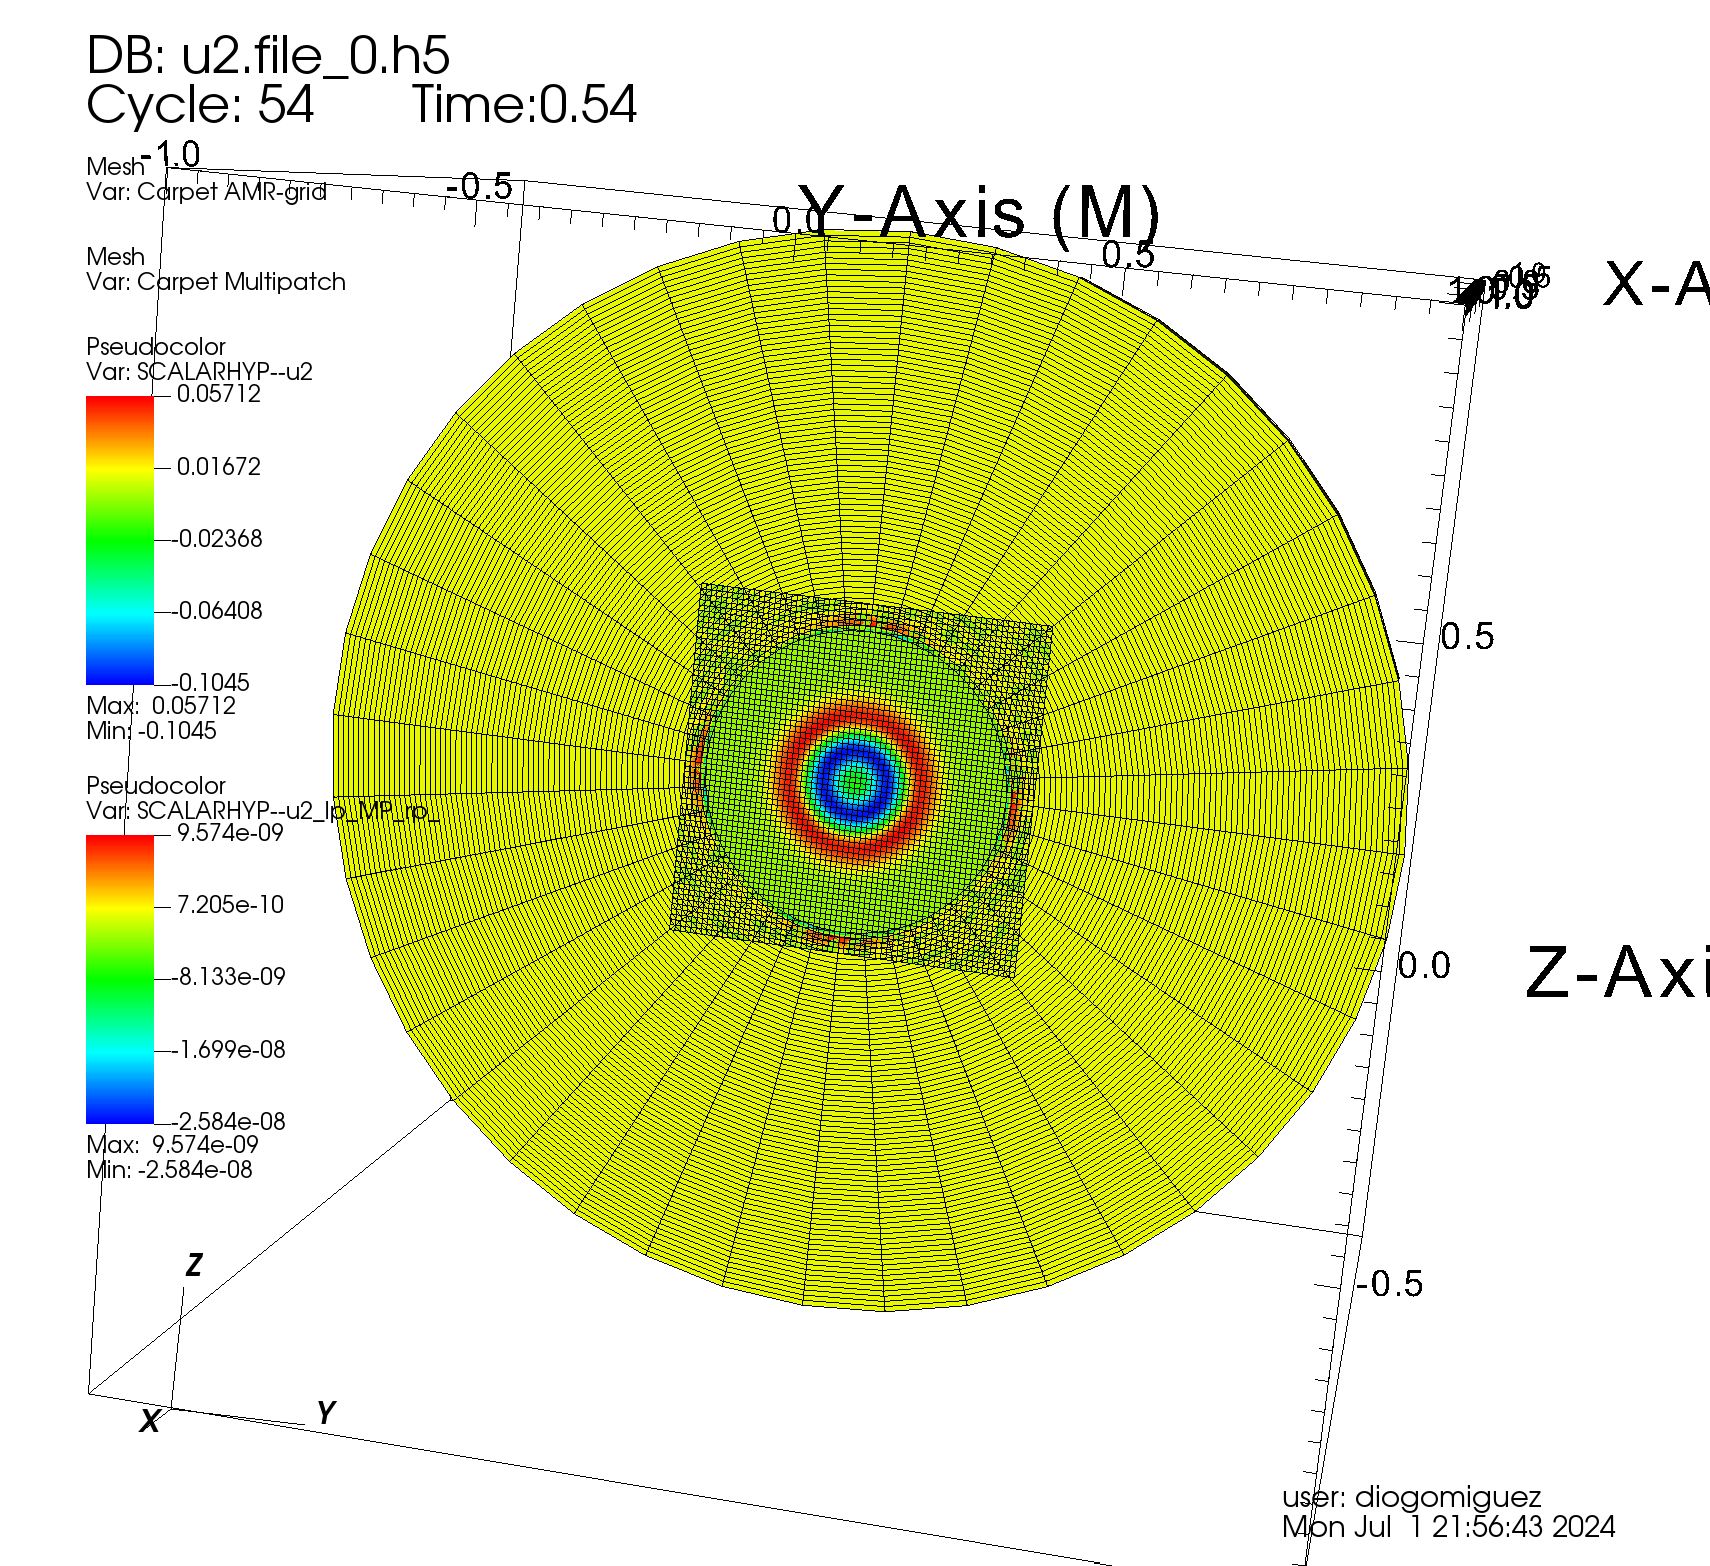 DB: u2.file_0.h5
Cycle: 54 Time:0.54
Mesh
Var: Carpet AMR-grid
Mesh
Var: Carpet Multipatch
Pseudocolor
Var: SCALARHYP--u2
0.05712
0.01672
-0.02368
-0.06408
-0.1045
Max: 0.05712
Min: -0.1045
Pseudocolor
Var: SCALARHYP--u2_lp_MP_rp_
9.574e-09
7.205e-10
-8.133e-09
-1.699e-08
-2.584e-08
Max: 9.574e-09
Min: -2.584e-08
-1.0
-0.5
0.0
Y-Axis (M)
0.5
X-A
0.5
0.0
Z-Axi
-0.5
Z
X
Y
user: diogomiguez
Mon Jul 1 21:56:43 2024